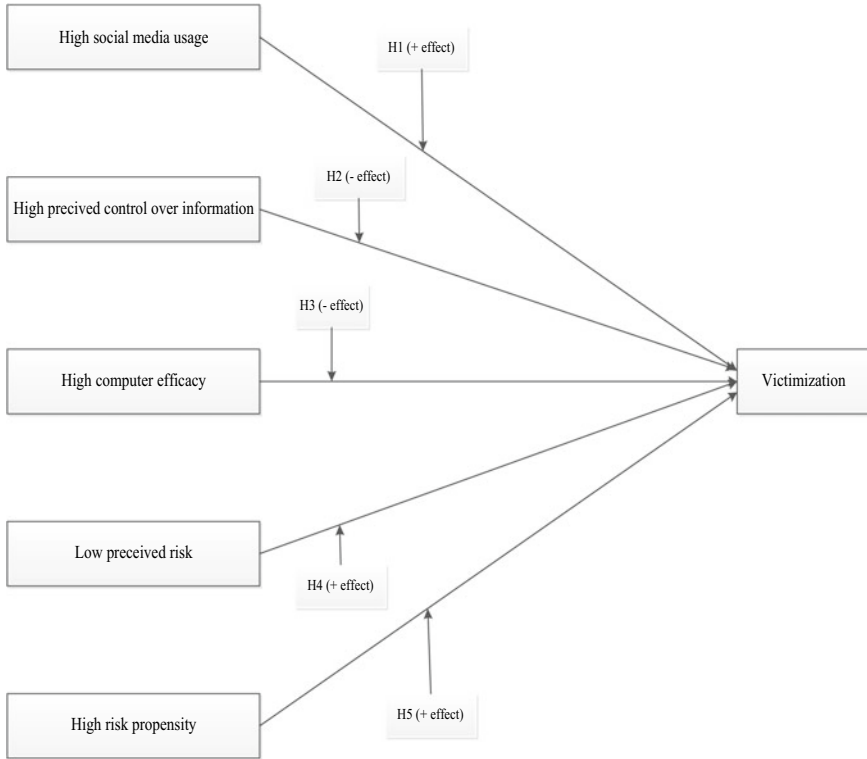 High social media usage
H1 (+ effect)
H2 (- effect)
High precived control over information
H3 (- effect)
High computer efficacy
Victimization
Low preceived risk
H4 (+ effect)
H5 (+ effect)
High risk propensity